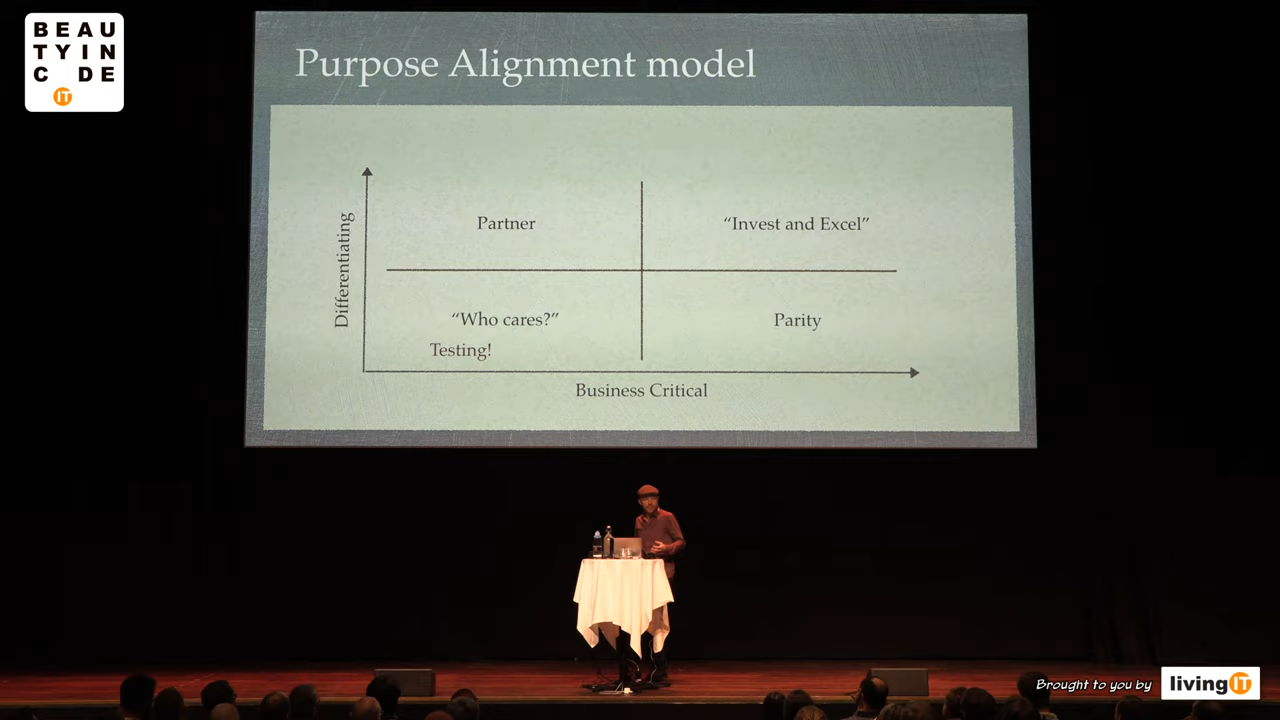 BEAU
TYIN
C DE
IT
Purpose Alignment model
Differentiating
Partner
“Invest and Excel”
“Who cares?”
Parity
Testing!
Business Critical
Brought to you by
livingIT